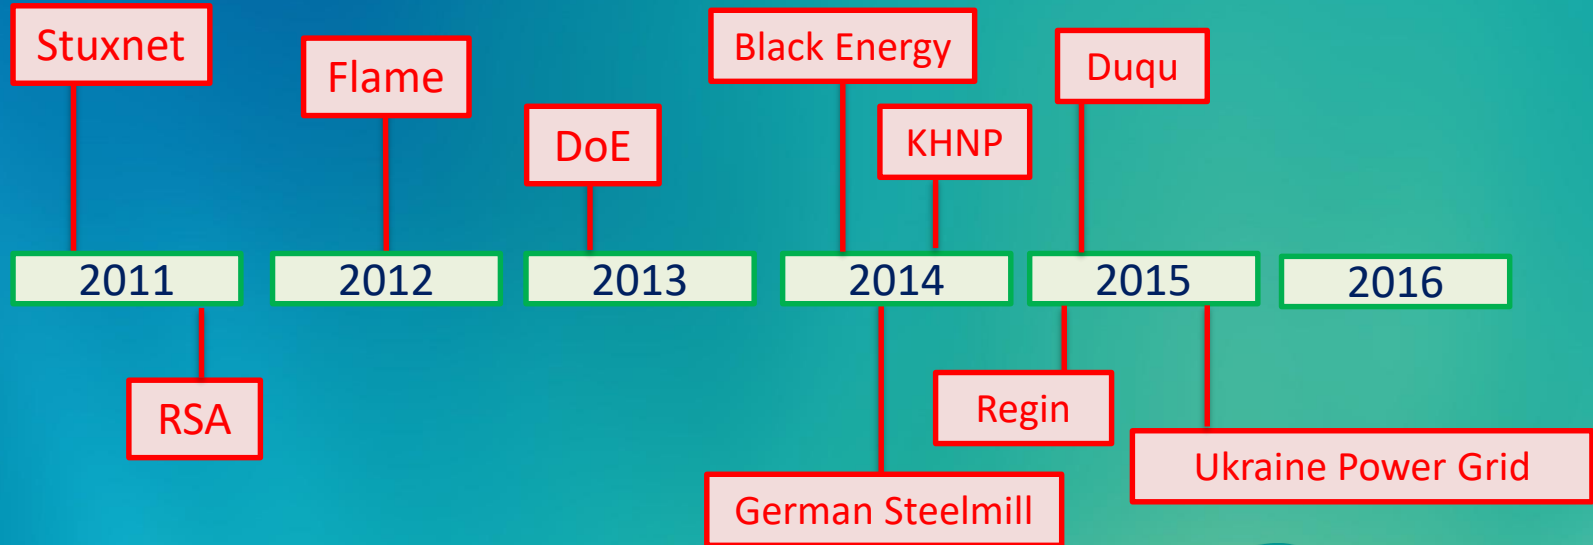 Stuxnet
Flame
DoE
Black Energy
KHNP
Duqu
2011
2012
2013
2014
2015
2016
RSA
Regin
German Steelmill
Ukraine Power Grid